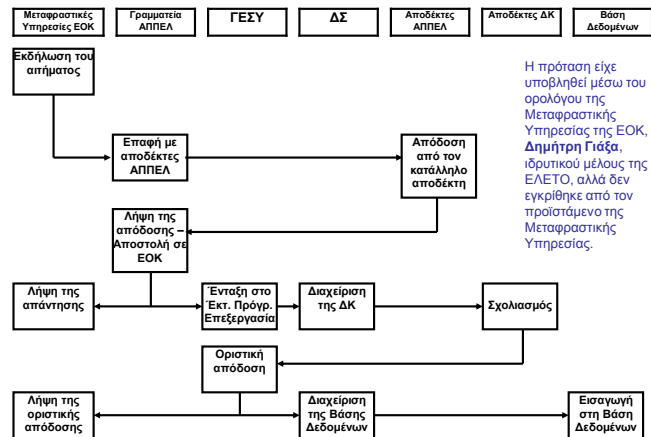 Μεταφραστικές
Υπηρεσίες ΕΟΚ
Γραμματεία
ΑΠΠΕΛ
ΓΕΣΥ
ΔΣ
Αποδέκτες
ΑΠΠΕΛ
Αποδέκτες ΔΚ
Βάση
Δεδομένων
Εκδήλωση του
αιτήματος
Η πρόταση είχε
υποβληθεί μέσω του
ορολόγου της
Μεταφραστικής
Υπηρεσίας της ΕΟΚ,
Δημήτρη Γιάξα,
ιδρυτικού μέλους της
ΕΛΕΤΟ, αλλά δεν
εγκρίθηκε από τον
προϊστάμενο της
Μεταφραστικής
Υπηρεσίας.
Επαφή με
αποδέκτες
ΑΠΠΕΛ
Απόδοση
από τον
κατάλληλο
αποδέκτη
Λήψη της
απόδοσης –
Αποστολή σε
ΕΟΚ
Λήψη της
απάντησης
Ένταξη στο
Έκτ. Πρόγρ.
Επεξεργασία
Διαχείριση
της ΔΚ
Σχολιασμός
Οριστική
απόδοση
Λήψη της
οριστικής
απόδοσης
Διαχείριση
της Βάσης
Δεδομένων
Εισαγωγή
στη Βάση
Δεδομένων